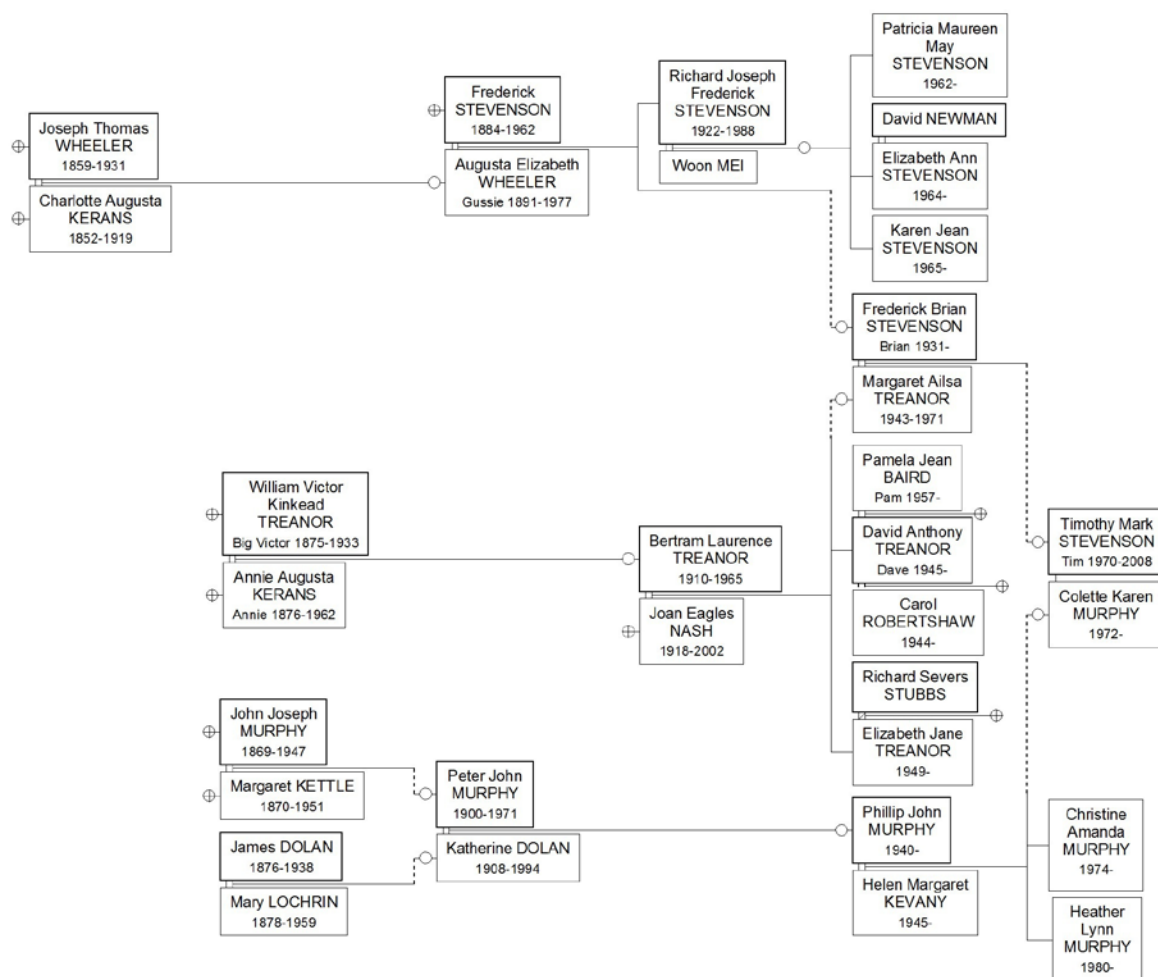 Patricia Maureen
May
STEVENSON
1962-
Frederick
STEVENSON
1884-1962
Richard Joseph
Frederick
STEVENSON
1922-1988
David NEWMAN
Joseph Thomas
WHEELER
1859-1931
Augusta Elizabeth
WHEELER
Gussie 1891-1977
Woon MEI
Elizabeth Ann
STEVENSON
1964-
Charlotte Augusta
KERANS
1852-1919
Karen Jean
STEVENSON
1965-
Frederick Brian
STEVENSON
Brian 1931-
Margaret Ailsa
TREANOR
1943-1971
Pamela Jean
BAIRD
Pam 1957-
William Victor
Kinkead
TREANOR
Big Victor 1875-1933
Bertram Laurence
TREANOR
1910-1965
David Anthony
TREANOR
Dave 1945-
Timothy Mark
STEVENSON
Tim 1970-2008
Annie Augusta
KERANS
Annie 1876-1962
Joan Eagles
NASH
1918-2002
Carol
ROBERTSHAW
1944-
Colette Karen
MURPHY
1972-
Richard Severs
STUBBS
John Joseph
MURPHY
1869-1947
Elizabeth Jane
TREANOR
1949-
Margaret KETTLE
1870-1951
Peter John
MURPHY
1900-1971
Phillip John
MURPHY
1940-
Christine
Amanda
MURPHY
1974-
James DOLAN
1876-1938
Katherine DOLAN
1908-1994
Mary LOCHRIN
1878-1959
Helen Margaret
KEVANY
1945-
Heather
Lynn
MURPHY
1980-